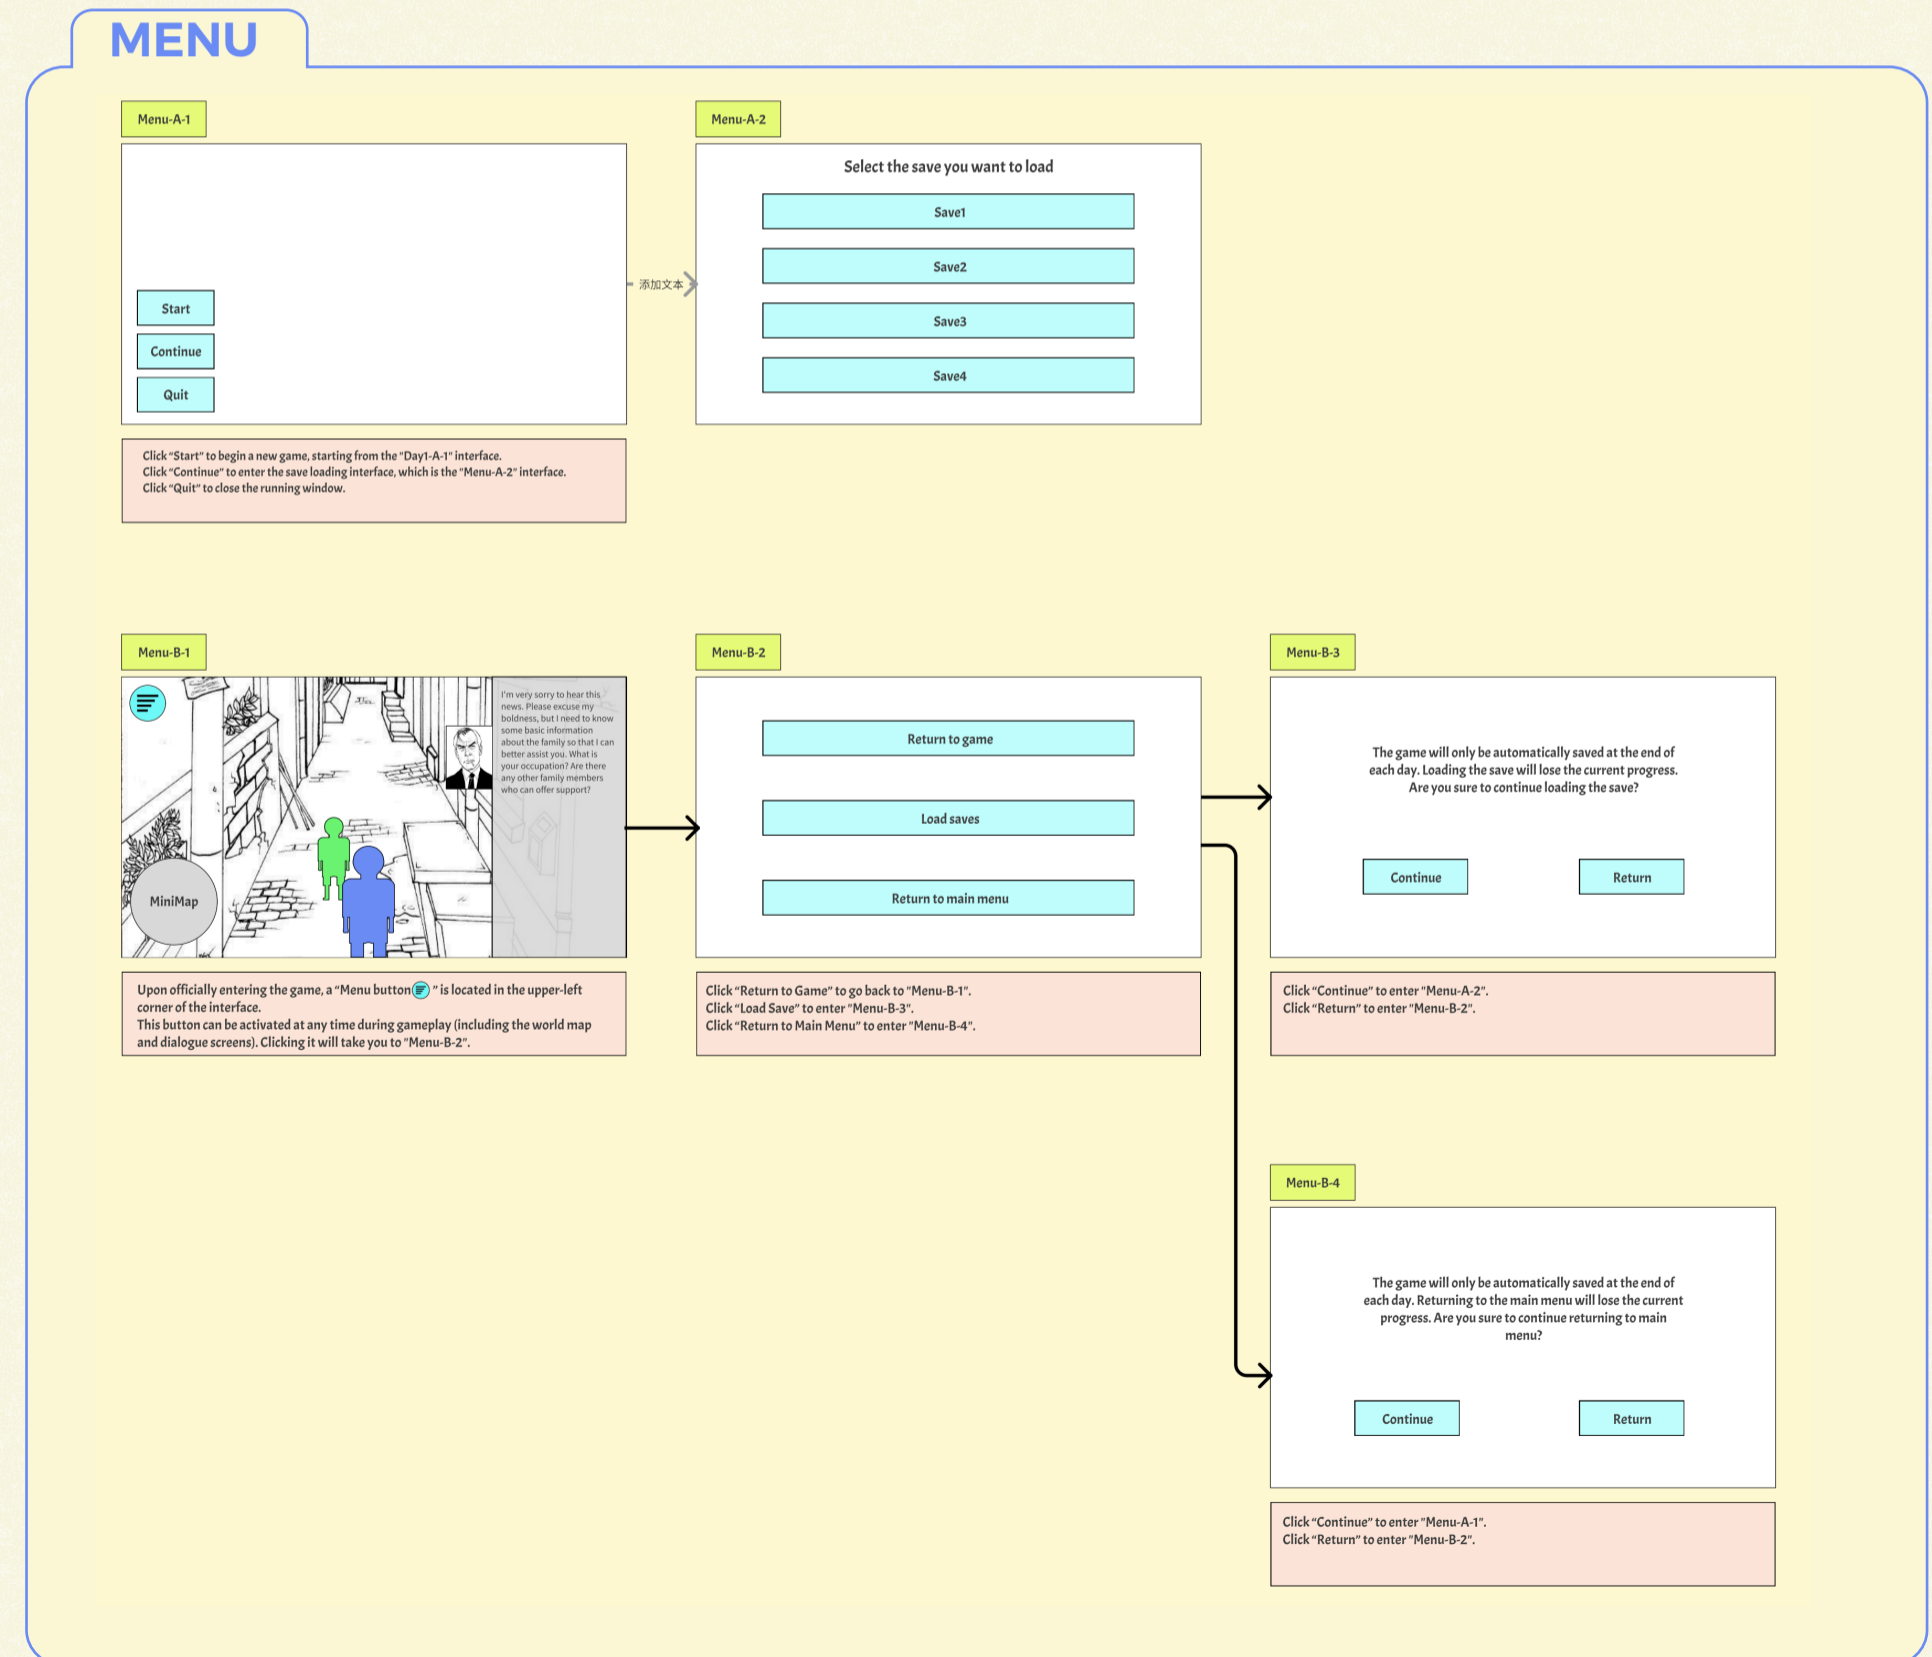 MENU
Menu-A-1
Start
Continue
Quit
Click “Start” to begin a new game, starting from the "Day1-A-1" interface.
Click “Continue” to enter the save loading interface, which is the "Menu-A-2" interface.
Click “Quit” to close the running window.
添加文本
Menu-A-2
Select the save you want to load
Save1
Save2
Save3
Save4
Menu-B-1
I'm very sorry to hear this
news. Please excuse my
boldness, but I need to know
some basic information
about the family so that I can
better assist you. What is
your occupation? Are there
any other family members
who can offer support?
MiniMap
Upon officially entering the game, a “Menu button ” is located in the upper-left
corner of the interface.
This button can be activated at any time during gameplay (including the world map
and dialogue screens). Clicking it will take you to "Menu-B-2".
Menu-B-2
Return to game
Load saves
Return to main menu
Click “Return to Game” to go back to "Menu-B-1".
Click “Load Save” to enter "Menu-B-3".
Click “Return to Main Menu” to enter "Menu-B-4".
Menu-B-3
The game will only be automatically saved at the end of
each day. Loading the save will lose the current progress.
Are you sure to continue loading the save?
Continue
Return
Click “Continue” to enter "Menu-A-2".
Click “Return” to enter "Menu-B-2".
Menu-B-4
The game will only be automatically saved at the end of
each day. Returning to the main menu will lose the current
progress. Are you sure to continue returning to main
menu?
Continue
Return
Click “Continue” to enter "Menu-A-1".
Click “Return” to enter "Menu-B-2".